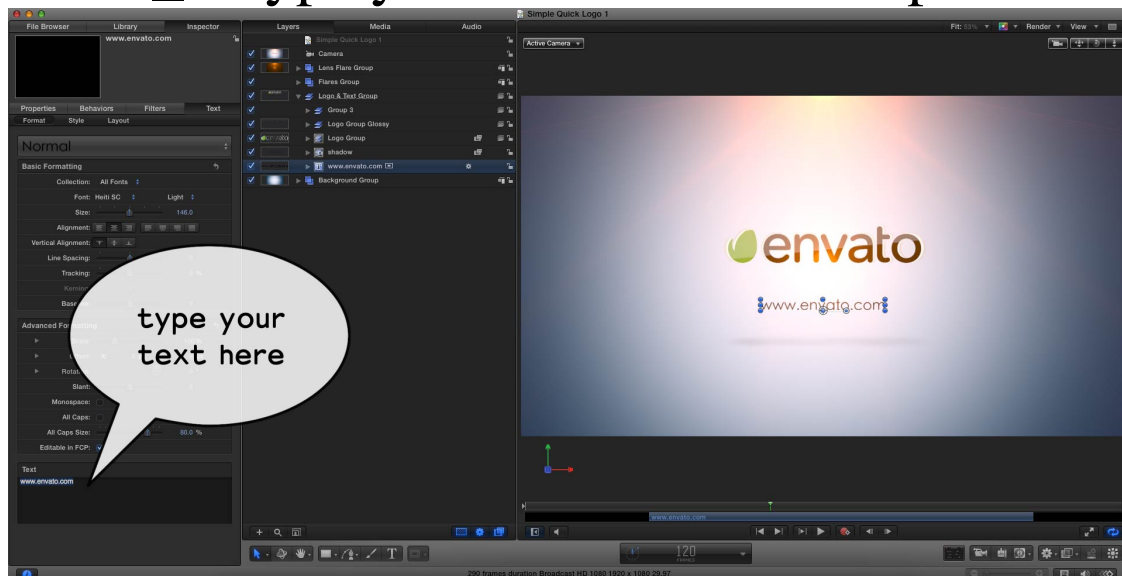 Simple Quick Logo 1
File Browser Library Inspector
Layers Media Audio
Fit: 53% Render View
www.envato.com
Simple Quick Logo 1
Camera
Lens Flare Group
Flares Group
Logo & Text Group
Group 3
Logo Group Glossy
Logo Group
shadow
www.envato.com
Background Group
Active Camera
Properties Behaviors Filters Text
Format Style Layout
Normal
Basic Formatting
Collection: All Fonts
Font: Heiti SC Light
Size: 146.0
Alignment:
Vertical Alignment:
Line Spacing:
Tracking: %
Advanced
Slant:
Monospace:
All Caps:
All Caps Size: 80.0 %
Editable in FCP:
Text
www.envato.com
type your
text here
envato
www.envato.com
www.envato.com
T
120
FRAMES
290 frames duration Broadcast HD 1080 1920 x 1080 29.97